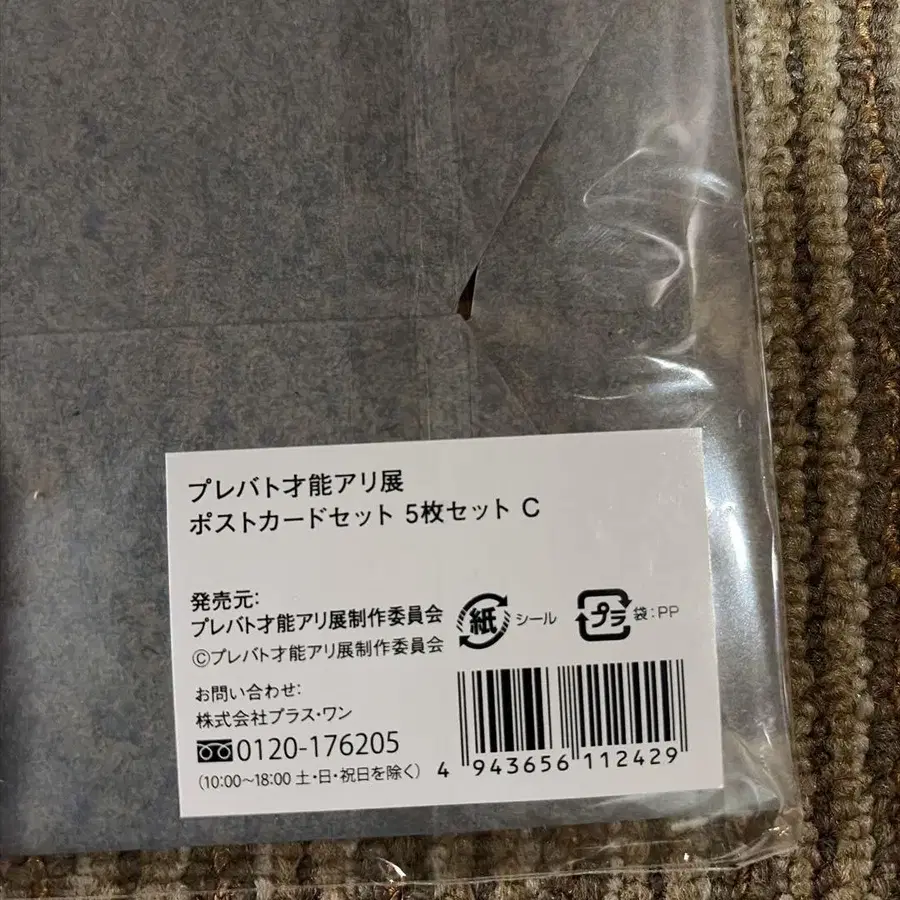 プレバト才能アリ展
ポストカードセット 5枚セット C
発売元:
プレバト才能アリ展制作委員会
©プレバト才能アリ展制作委員会
紙 シール
プラ 袋:PP
お問い合わせ:
株式会社プラス・ワン
0120-176205
(10:00〜18:00 土・日・祝日を除く)
4 943656 112429